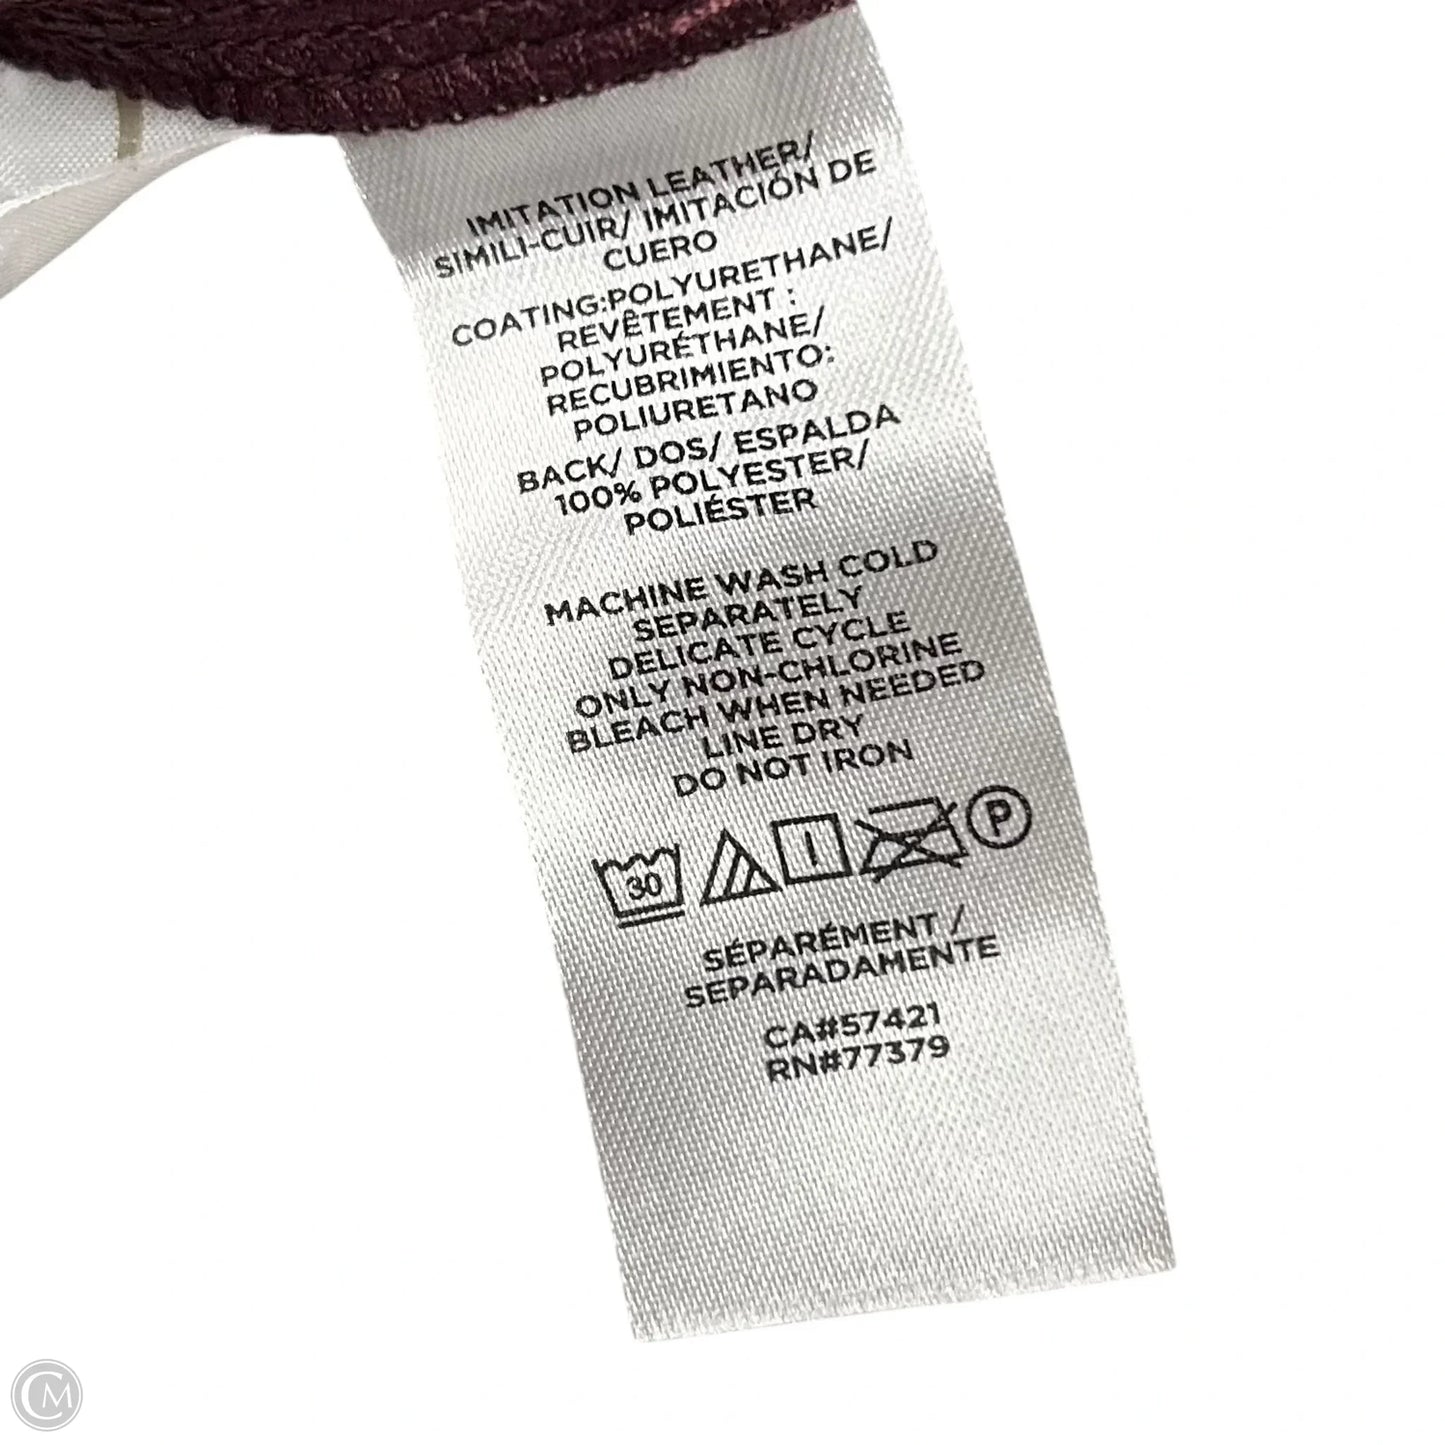 IMITATION LEATHER/
SIMILI-CUIR/ IMITACIÓN DE
CUERO
COATING:POLYURETHANE/
REVÊTEMENT :
POLYURÉTHANE/
RECUBRIMIENTO:
POLIURETANO
BACK/ DOS/ ESPALDA
100% POLYESTER/
POLIÉSTER
MACHINE WASH COLD
SEPARATELY
DELICATE CYCLE
ONLY NON-CHLORINE
BLEACH WHEN NEEDED
LINE DRY
DO NOT IRON
30 P
SÉPARÉMENT /
SEPARADAMENTE
CA#57421
RN#77379
CM